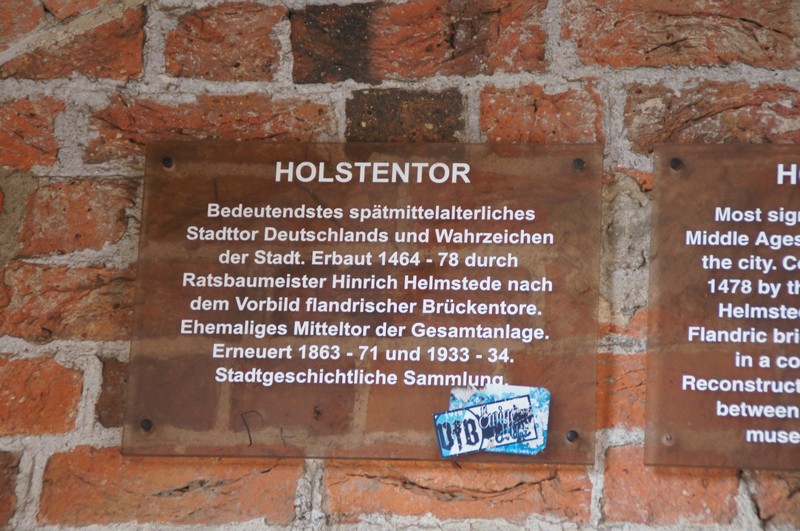 HOLSTENTOR
Bedeutendstes spätmittelalterliches
Stadttor Deutschlands und Wahrzeichen
der Stadt. Erbaut 1464 - 78 durch
Ratsbaumeister Hinrich Helmstede nach
dem Vorbild flandrischer Brückentore.
Ehemaliges Mitteltor der Gesamtanlage.
Erneuert 1863 - 71 und 1933 - 34.
Stadtgeschichtliche Sammlung.
VfB
Most sig
Middle Ages
the city. C
1478 by th
Helmsted
Flandric bri
in a co
Reconstruct
between
muse